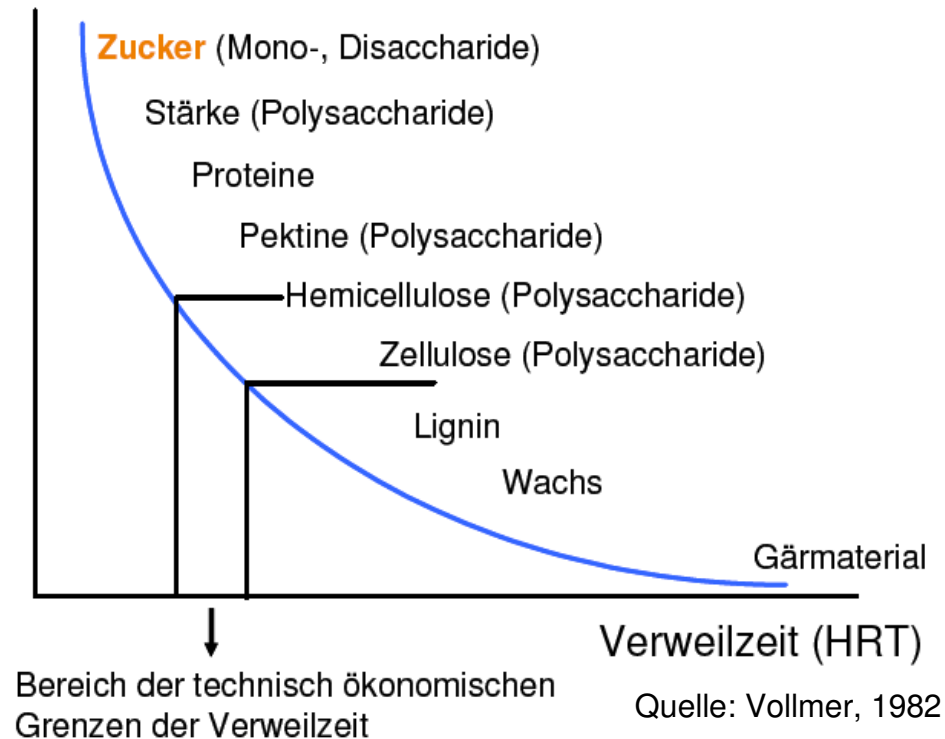 Zucker (Mono-, Disaccharide)
Stärke (Polysaccharide)
Proteine
Pektine (Polysaccharide)
Hemicellulose (Polysaccharide)
Zellulose (Polysaccharide)
Lignin
Wachs
Gärmaterial
Verweilzeit (HRT)
Bereich der technisch ökonomischen
Grenzen der Verweilzeit
Quelle: Vollmer, 1982